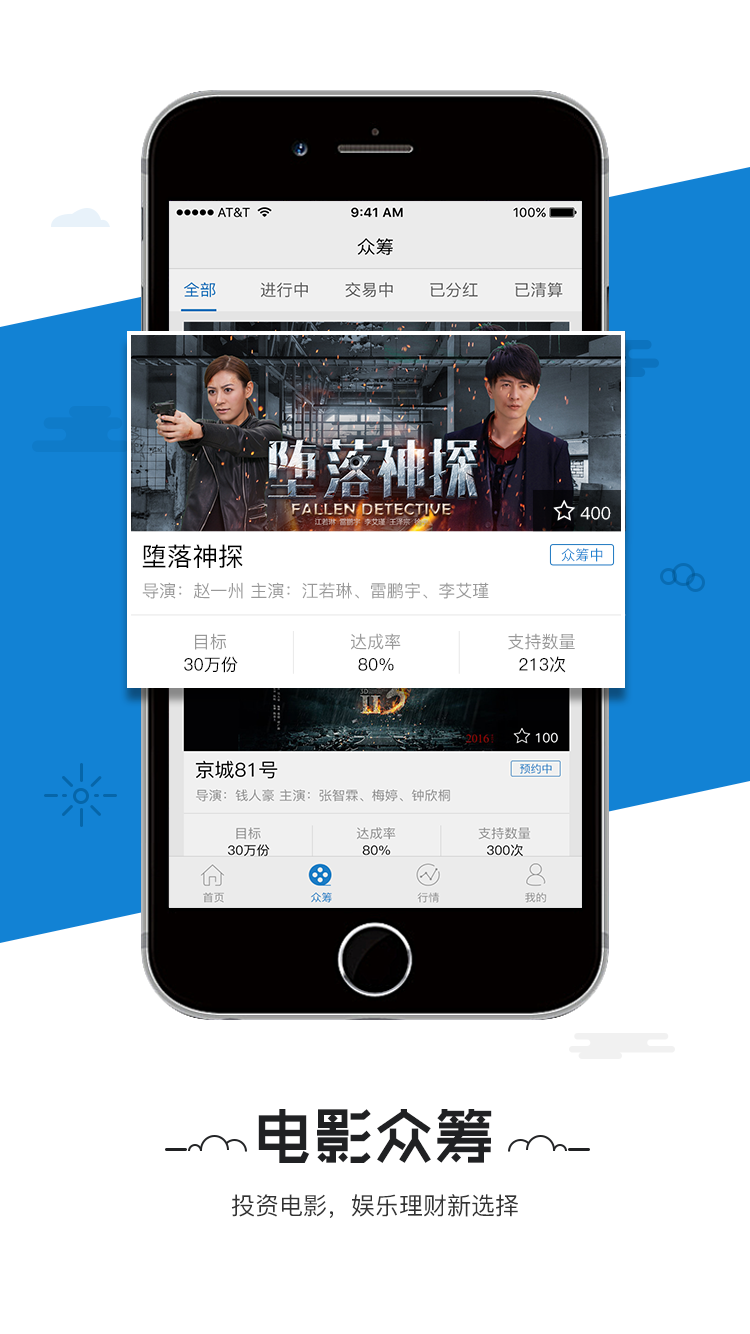 AT&T 9:41 AM 100%
众筹
全部 进行中 交易中 已分红 已清算
堕落神探
FALLEN DETECTIVE
江若琳 雷鹏宇 李艾瑾 王泽宗
400
堕落神探 众筹中
导演：赵一州 主演：江若琳、雷鹏宇、李艾瑾
目标 达成率 支持数量
30万份 80% 213次
3D
II
100
京城81号 预约中
导演：钱人豪 主演：张智霖、梅婷、钟欣桐
目标 达成率 支持数量
30万份 80% 300次
首页 众筹 行情 我的
电影众筹
投资电影，娱乐理财新选择